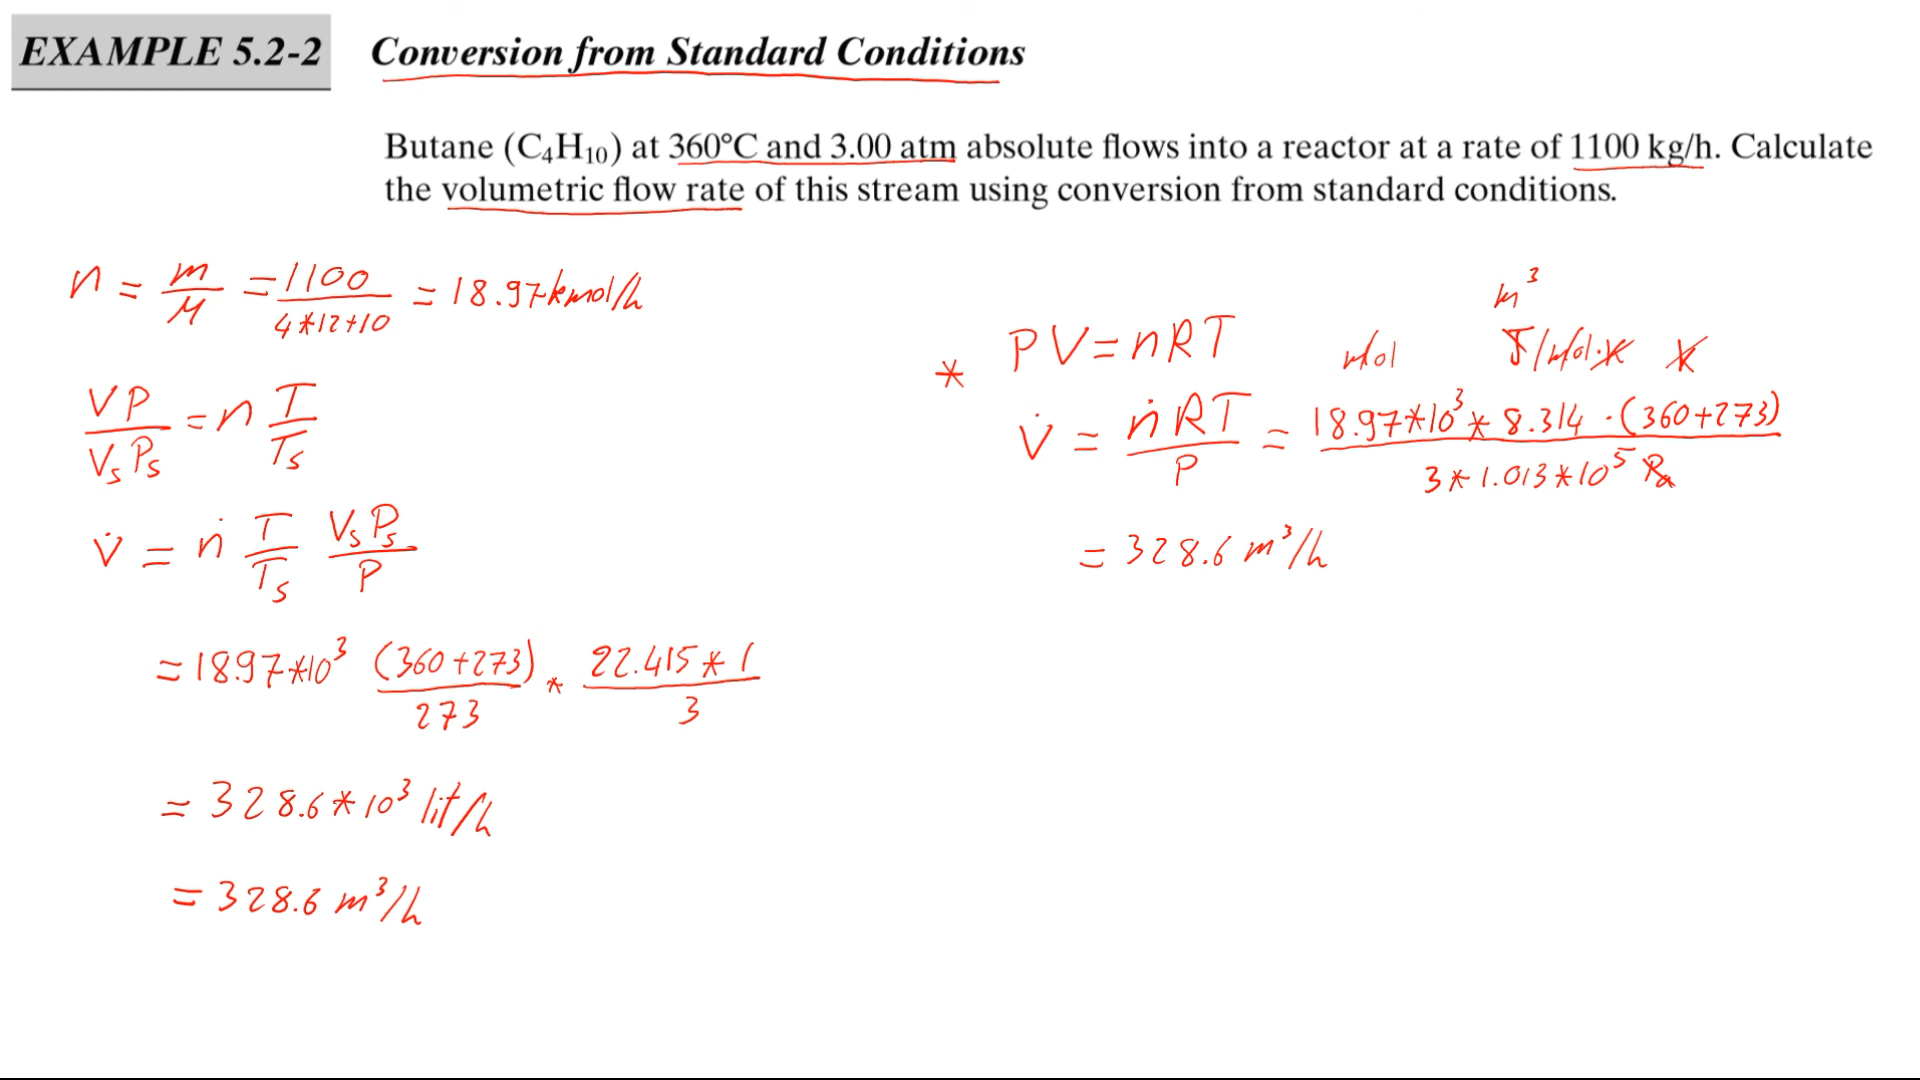 EXAMPLE 5.2-2 Conversion from Standard Conditions
Butane (C₄H₁₀) at 360°C and 3.00 atm absolute flows into a reactor at a rate of 1100 kg/h. Calculate
the volumetric flow rate of this stream using conversion from standard conditions.
n = m/M = 1100/(4*12+10) = 18.97 kmol/h
VP/(VₛPₛ) = n T/Tₛ
V̇ = ṅ T/Tₛ VₛPₛ/P
= 18.97*10³ (360+273)/273 * 22.415*1/3
= 328.6*10³ lit/h
= 328.6 m³/h
m³
* PV = nRT mol J/mol·K K
V̇ = ṅRT/P = 18.97*10³ * 8.314 · (360+273)/(3*1.013*10⁵ Pa)
= 328.6 m³/h